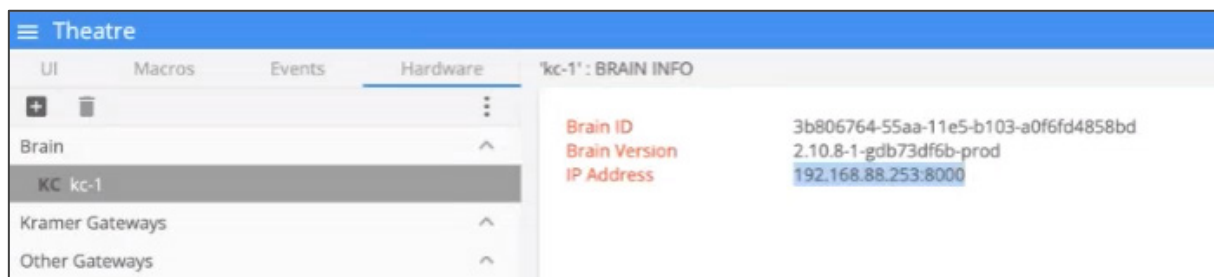 Theatre
UI Macros Events Hardware
Brain
KC kc-1
Kramer Gateways
Other Gateways
'kc-1' : BRAIN INFO
Brain ID 3b806764-55aa-11e5-b103-a0f6fd4858bd
Brain Version 2.10.8-1-gdb73df6b-prod
IP Address 192.168.88.253:8000